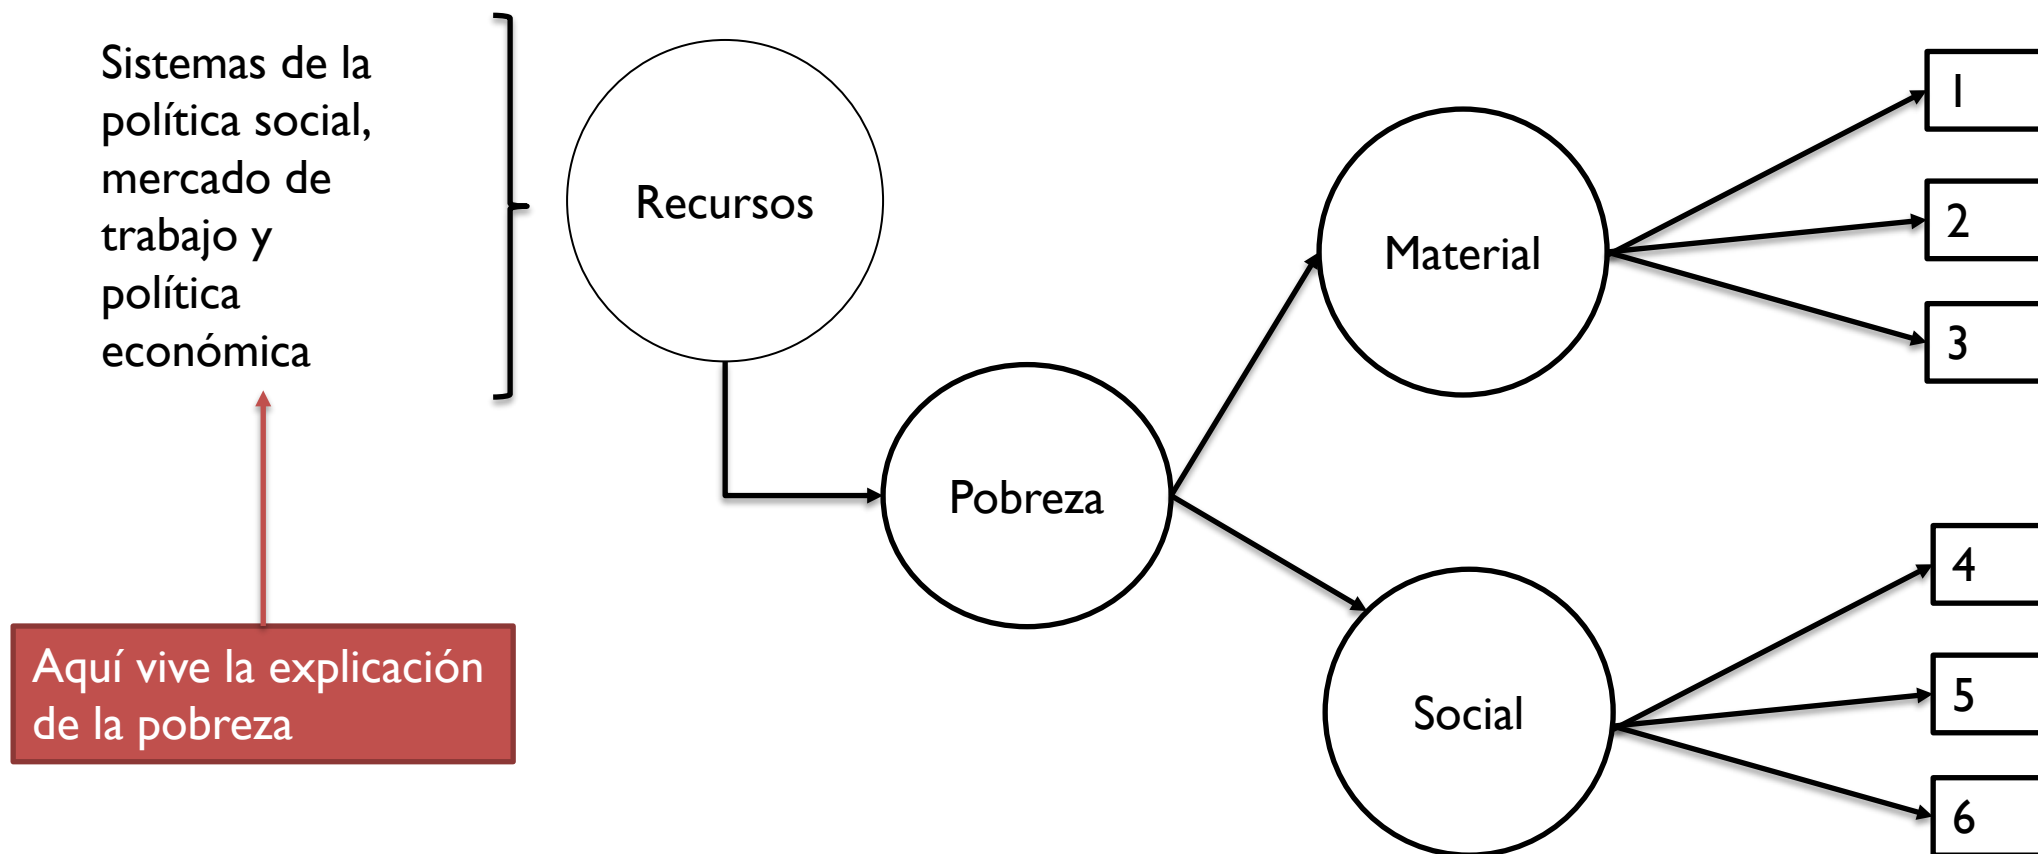 Sistemas de la
política social,
mercado de
trabajo y
política
económica
Recursos
Pobreza
Material
Social
1
2
3
4
5
6
Aquí vive la explicación
de la pobreza